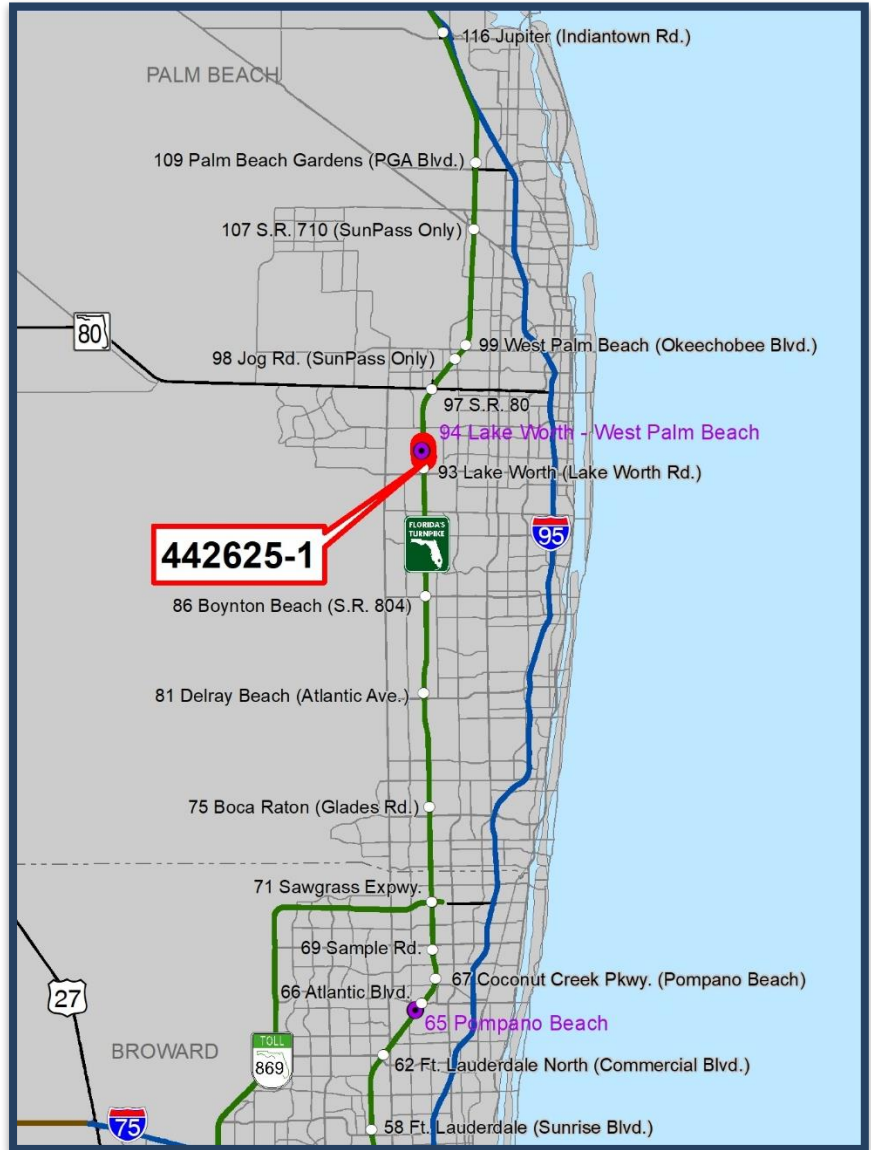 116 Jupiter (Indiantown Rd.)
PALM BEACH
109 Palm Beach Gardens (PGA Blvd.)
107 S.R. 710 (SunPass Only)
80
99 West Palm Beach (Okeechobee Blvd.)
98 Jog Rd. (SunPass Only)
97 S.R. 80
94 Lake Worth - West Palm Beach
93 Lake Worth (Lake Worth Rd.)
442625-1
FLORIDA'S
TURNPIKE
95
86 Boynton Beach (S.R. 804)
81 Delray Beach (Atlantic Ave.)
75 Boca Raton (Glades Rd.)
71 Sawgrass Expwy.
69 Sample Rd.
67 Coconut Creek Pkwy. (Pompano Beach)
66 Atlantic Blvd.
27
65 Pompano Beach
BROWARD
TOLL
869
62 Ft. Lauderdale North (Commercial Blvd.)
75
58 Ft. Lauderdale (Sunrise Blvd.)